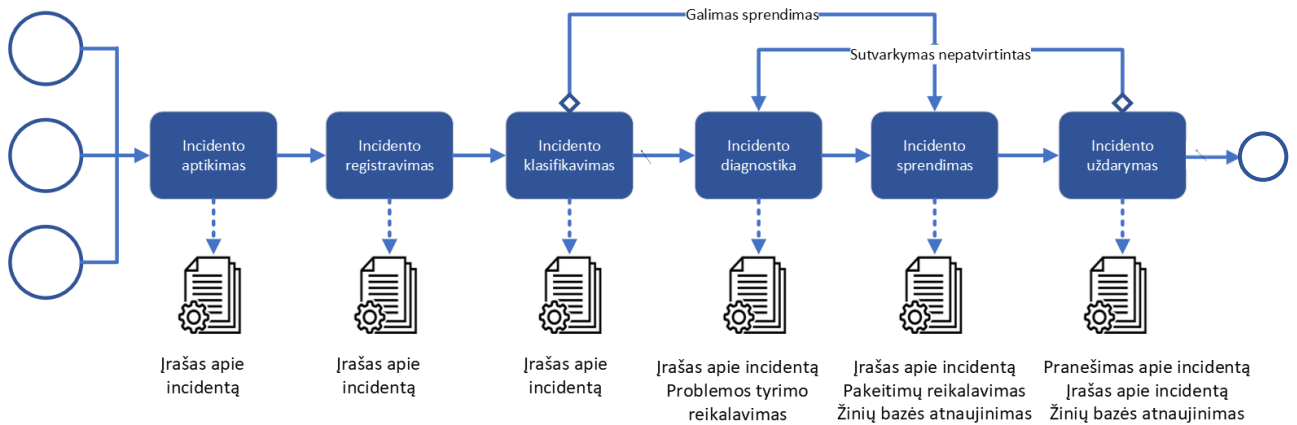 Galimas sprendimas
Sutvarkymas nepatvirtintas
Incidento
aptikimas
Incidento
registravimas
Incidento
klasifikavimas
Incidento
diagnostika
Incidento
sprendimas
Incidento
uždarymas
Įrašas apie
incidentą
Įrašas apie
incidentą
Įrašas apie
incidentą
Įrašas apie incidentą
Problemos tyrimo
reikalavimas
Įrašas apie incidentą
Pakeitimų reikalavimas
Žinių bazės atnaujinimas
Pranešimas apie incidentą
Įrašas apie incidentą
Žinių bazės atnaujinimas